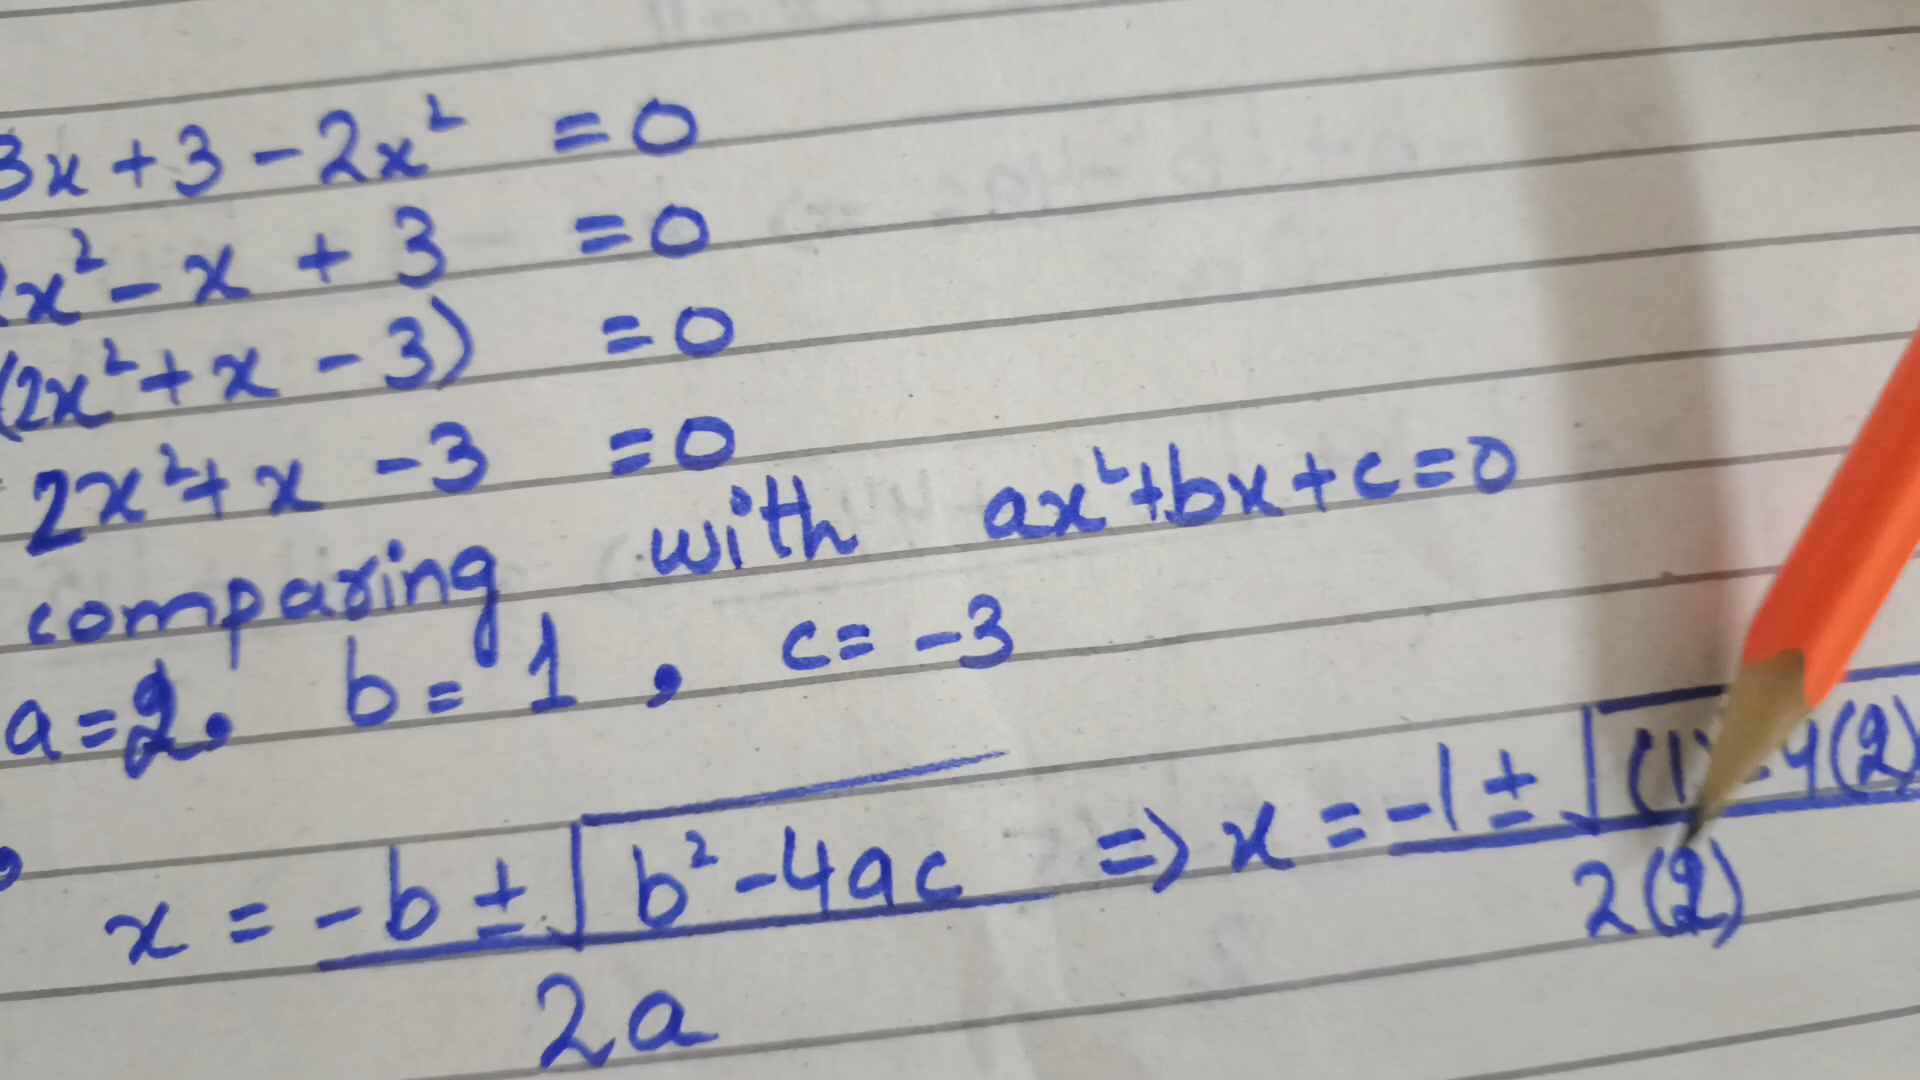 3x + 3 - 2x² = 0
x² - x + 3 = 0
(2x² + x - 3) = 0
2x² + x - 3 = 0
comparing with ax² + bx + c = 0
a = 2, b = 1, c = -3
x = -b ± √b² - 4ac / 2a ⇒ x = -1 ± √(1) - 4(2) / 2(2)